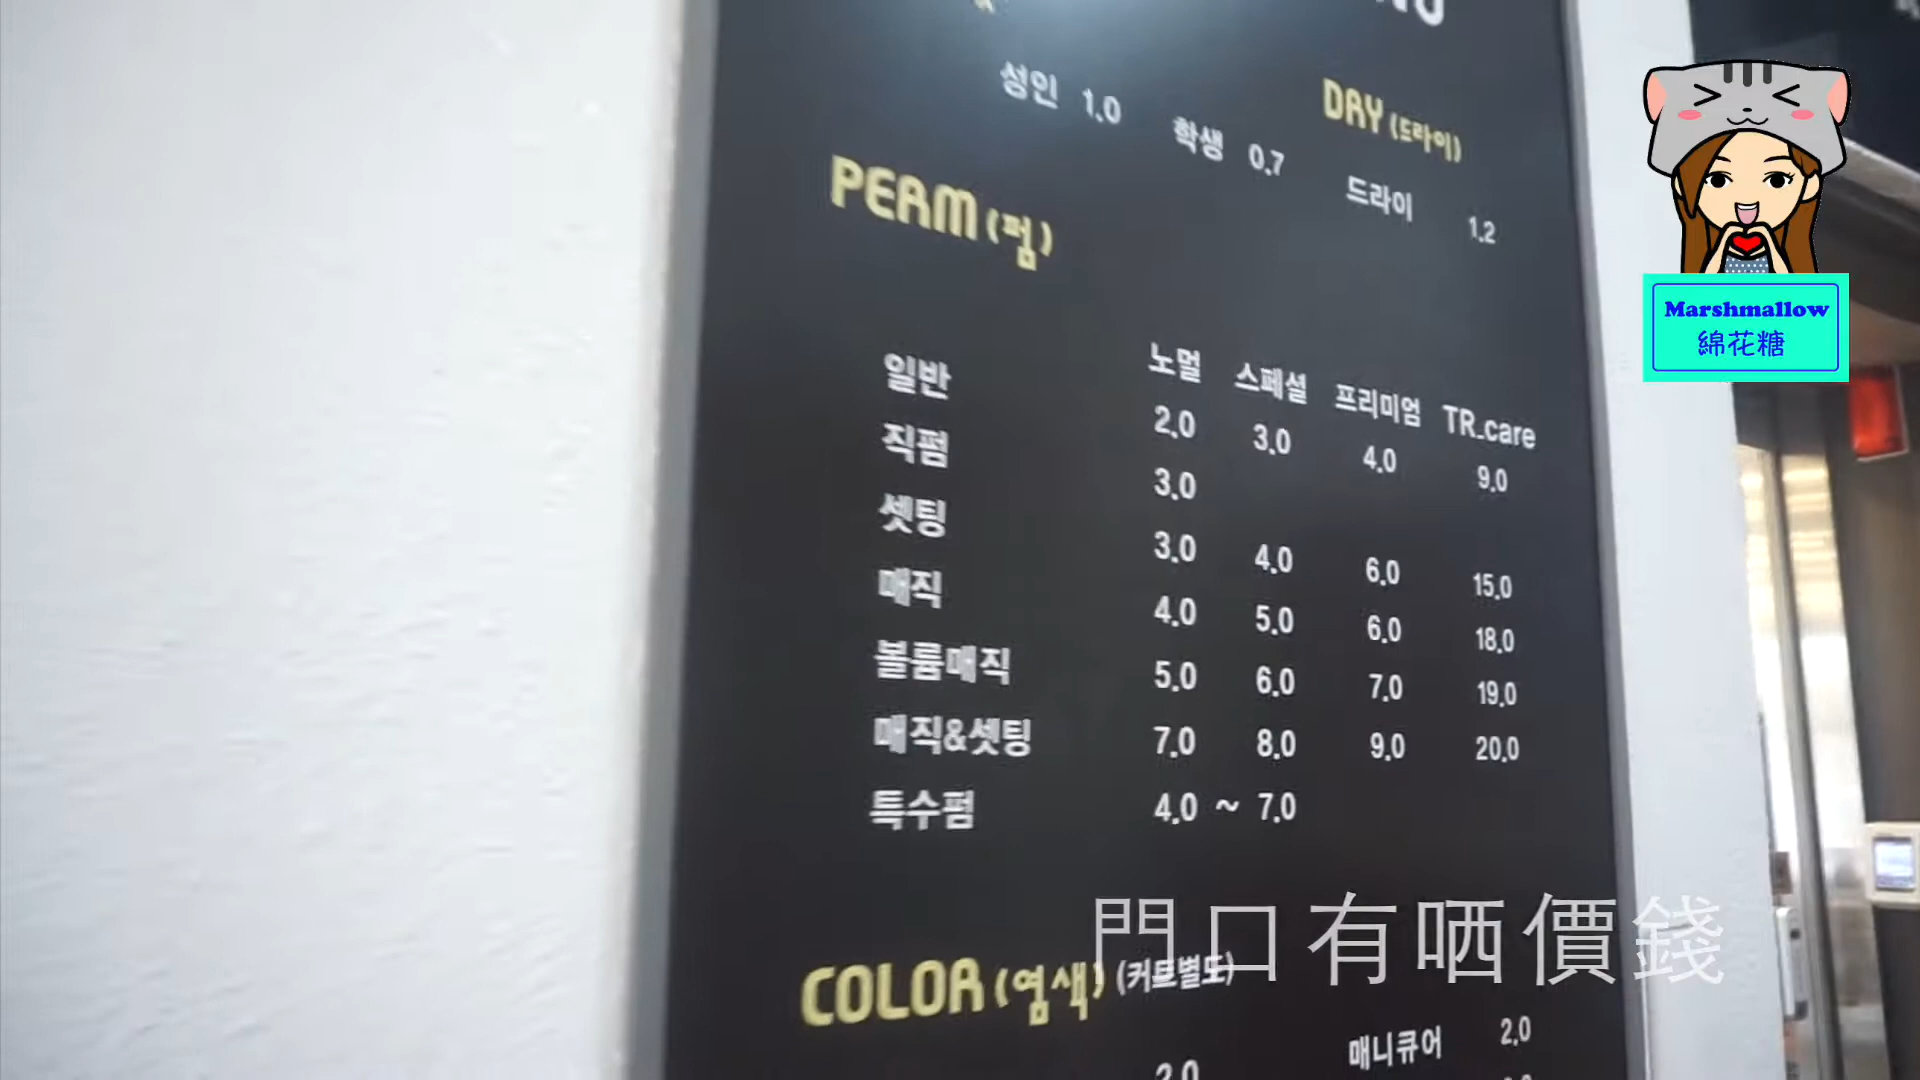 성인 1.0 학생 0.7
DRY (드라이)
드라이 1.2
PERM (펌)
노멀 스페셜 프리미엄 TR_care
일반 2.0 3.0 4.0 9.0
직펌 3.0
셋팅 3.0 4.0 6.0 15.0
매직 4.0 5.0 6.0 18.0
볼륨매직 5.0 6.0 7.0 19.0
매직&셋팅 7.0 8.0 9.0 20.0
특수펌 4.0 ~ 7.0
COLOR (염색) (커트별도)
매니큐어 2.0
2.0
門口有哂價錢
Marshmallow
綿花糖